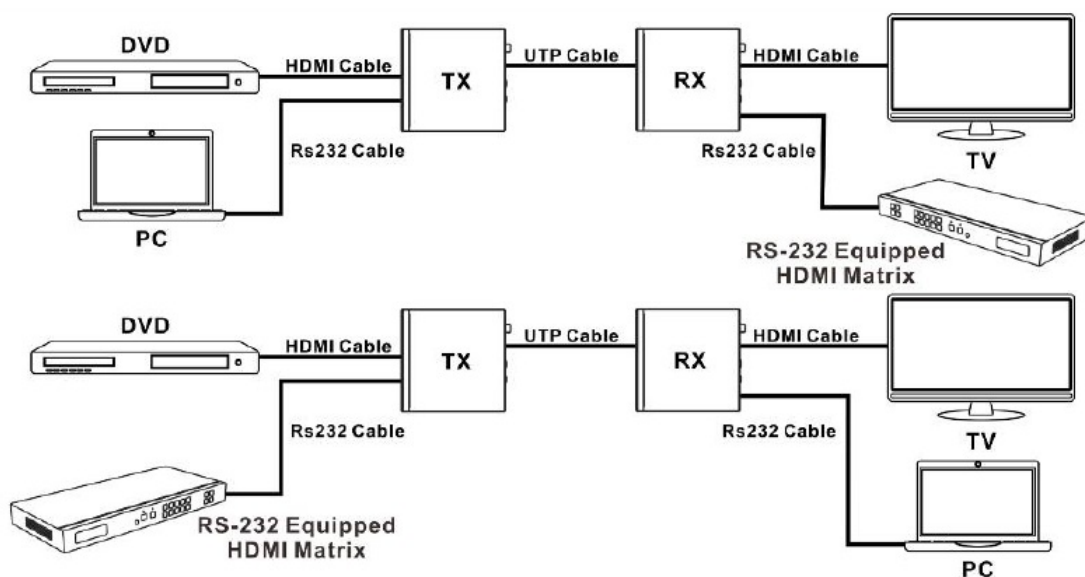 DVD
HDMI Cable
TX
UTP Cable
RX
HDMI Cable
Rs232 Cable
Rs232 Cable
TV
PC
RS-232 Equipped
HDMI Matrix
DVD
HDMI Cable
TX
UTP Cable
RX
HDMI Cable
Rs232 Cable
Rs232 Cable
TV
RS-232 Equipped
HDMI Matrix
PC